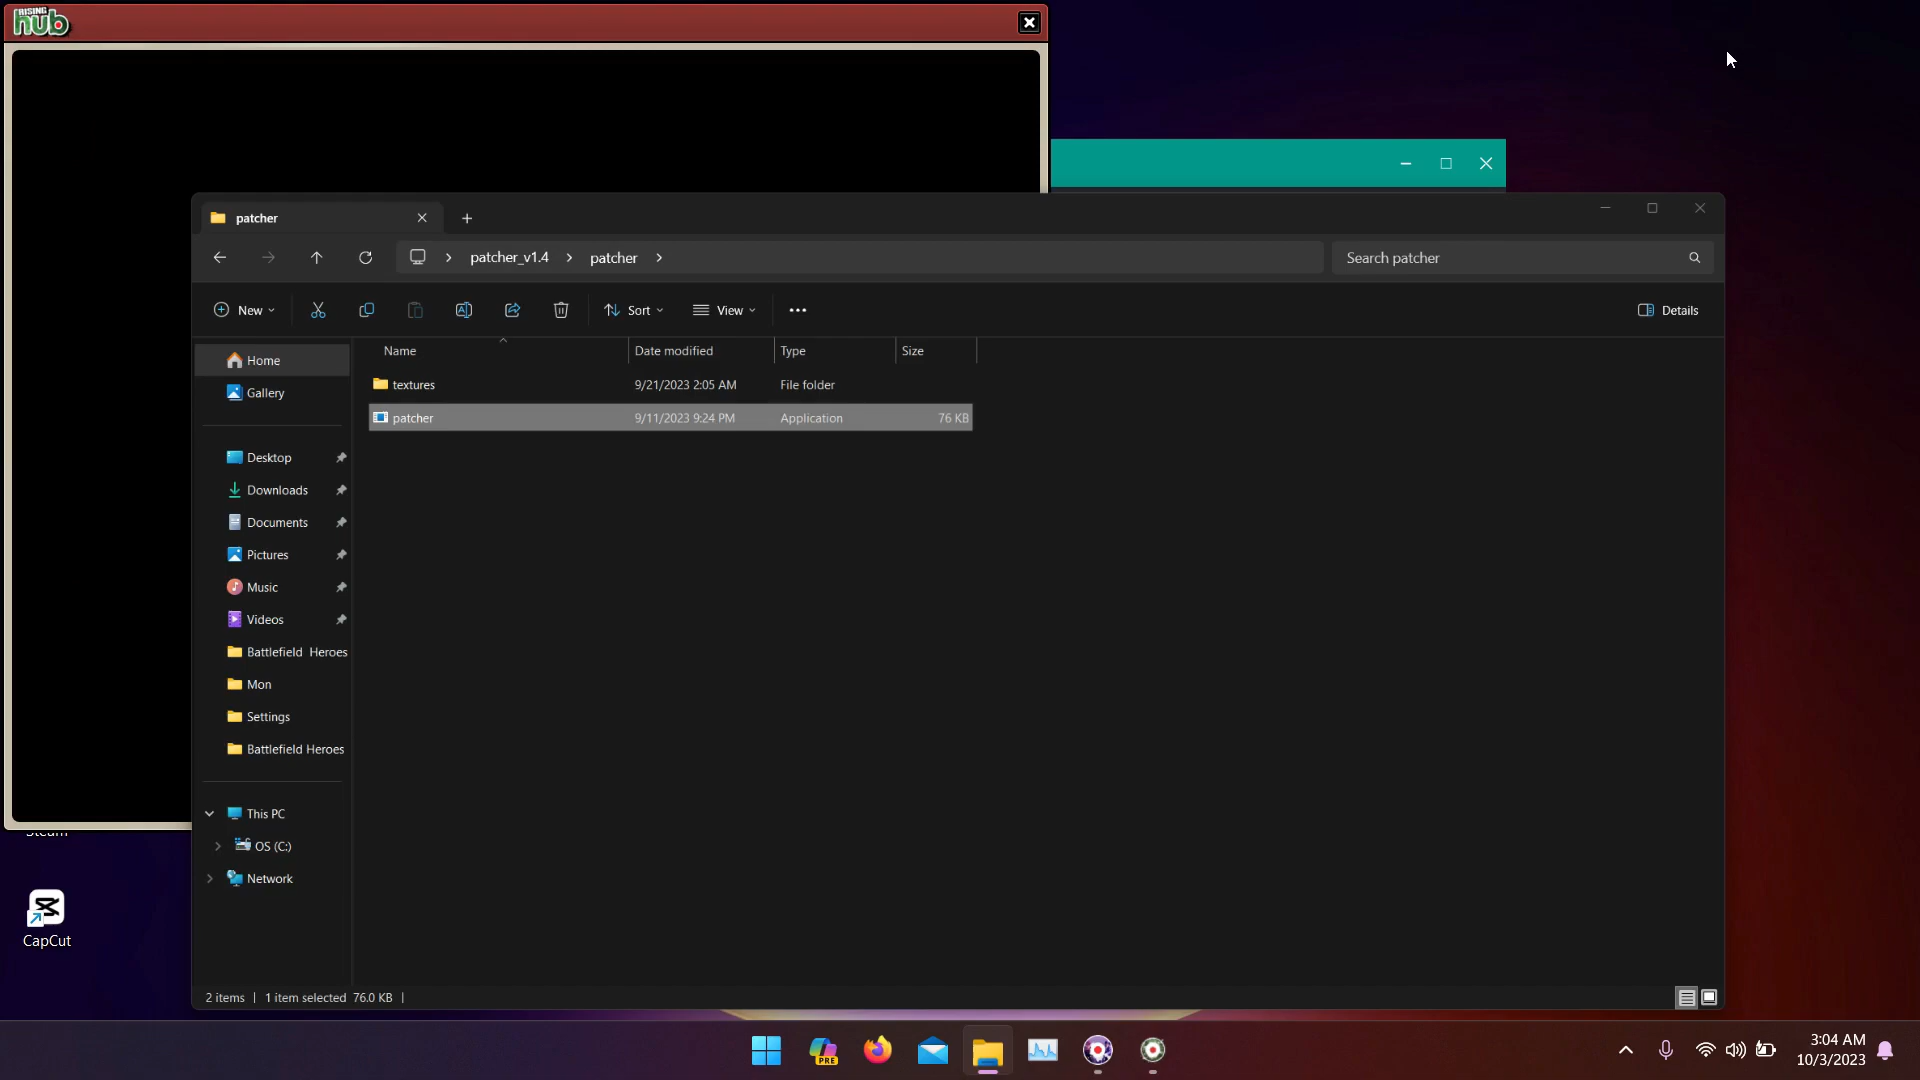 RISING
hub
patcher
patcher_v1.4
patcher
Search patcher
New
Sort
View
Details
Name
Date modified
Type
Size
Home
textures
9/21/2023 2:05 AM
File folder
Gallery
patcher
9/11/2023 9:24 PM
Application
76 KB
Desktop
Downloads
Documents
Pictures
Music
Videos
Battlefield Heroes
Mon
Settings
Battlefield Heroes
This PC
OS (C:)
Network
Steam
CapCut
2 items
1 item selected 76.0 KB
PRE
3:04 AM
10/3/2023